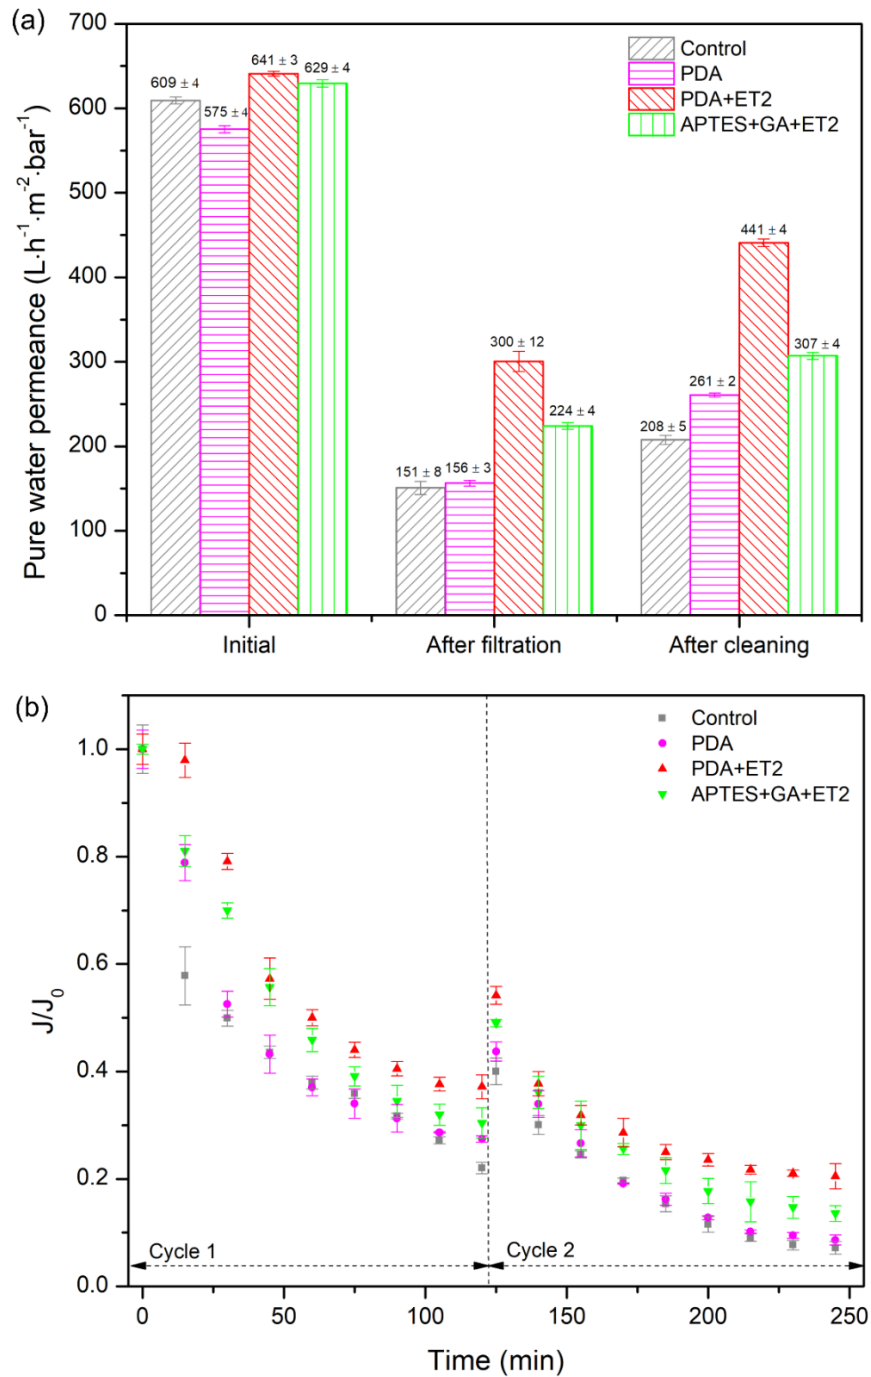 (a)
700
600
500
400
300
200
100
0
Pure water permeance (L·h⁻¹·m⁻²·bar⁻¹)
Control
PDA
PDA+ET2
APTES+GA+ET2
609 ± 4
575 ± 4
641 ± 3
629 ± 4
151 ± 8
156 ± 3
300 ± 12
224 ± 4
208 ± 5
261 ± 2
441 ± 4
307 ± 4
Initial
After filtration
After cleaning
(b)
1.0
0.8
0.6
0.4
0.2
0.0
J/J₀
Control
PDA
PDA+ET2
APTES+GA+ET2
Cycle 1
Cycle 2
0
50
100
150
200
250
Time (min)